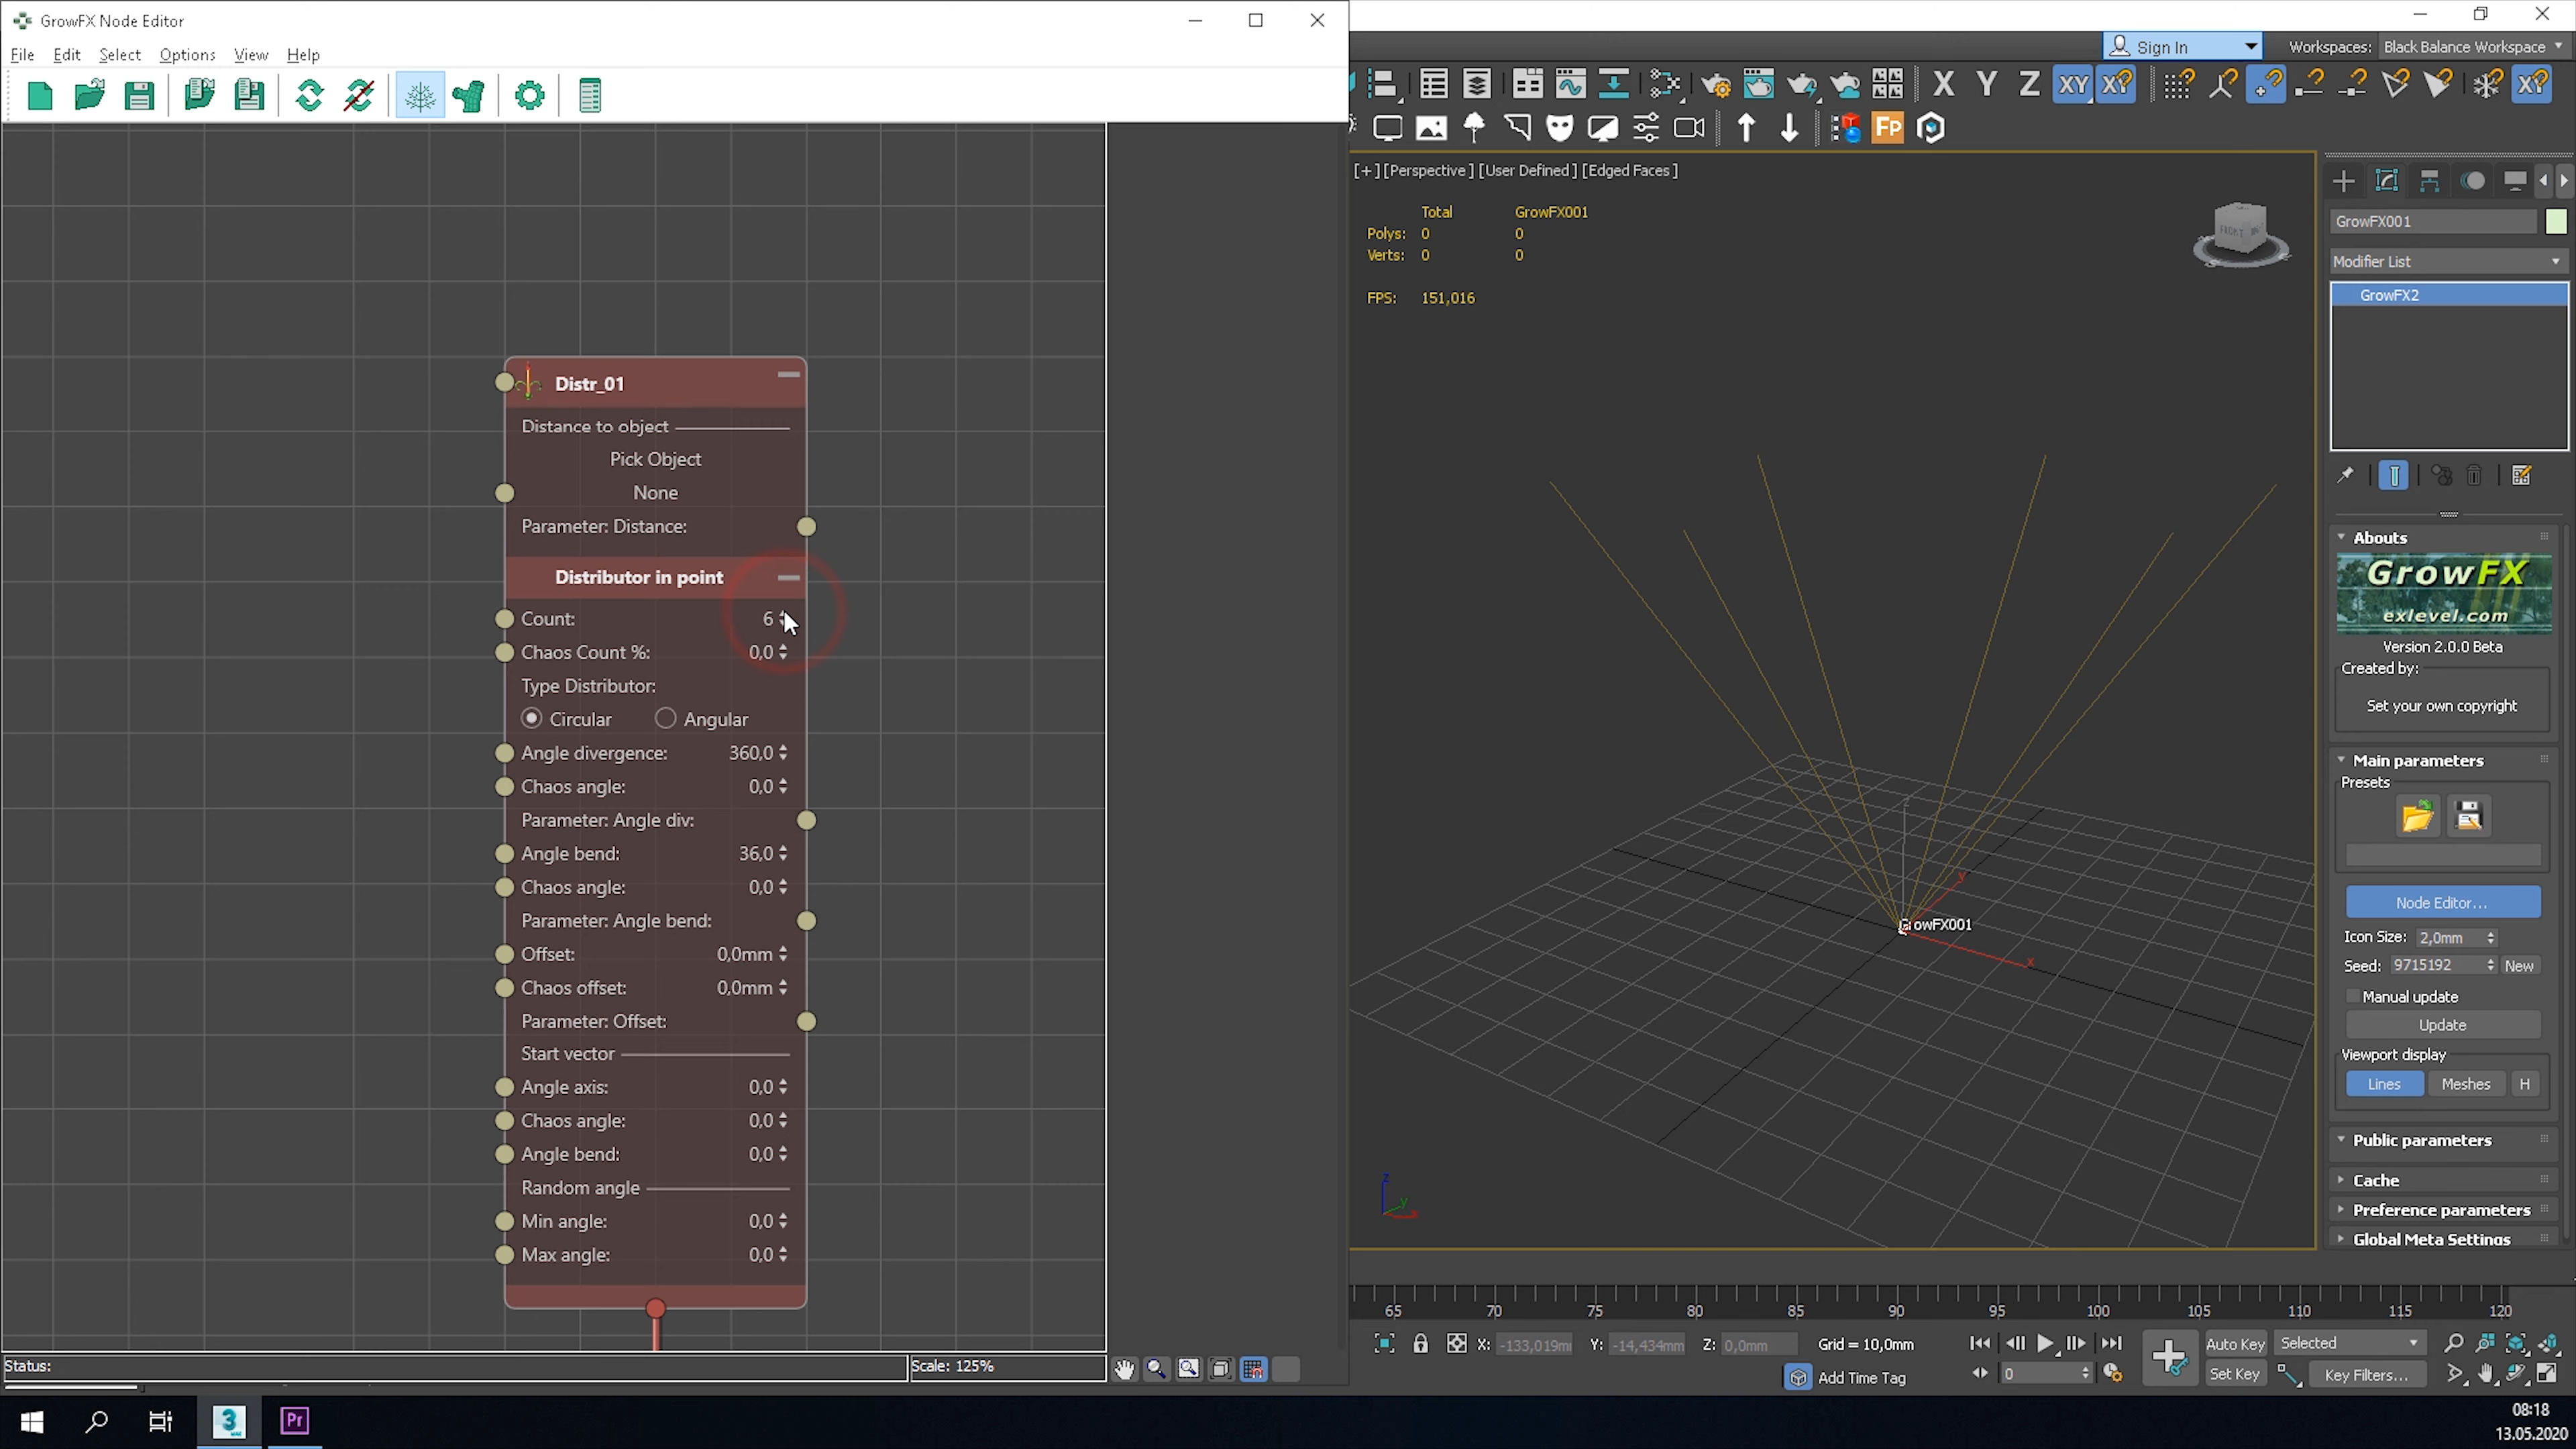 GrowFX Node Editor
File Edit Select Options View Help
Distr_01
Distance to object
Pick Object
None
Parameter: Distance:
Distributor in point
Count: 6
Chaos Count %: 0,0
Type Distributor:
Circular Angular
Angle divergence: 360,0
Chaos angle: 0,0
Parameter: Angle div:
Angle bend: 36,0
Chaos angle: 0,0
Parameter: Angle bend:
Offset: 0,0mm
Chaos offset: 0,0mm
Parameter: Offset:
Start vector
Angle axis: 0,0
Chaos angle: 0,0
Angle bend: 0,0
Random angle
Min angle: 0,0
Max angle: 0,0
Status:
Scale: 125%
Sign In
Workspaces: Black Balance Workspace
X Y Z XY XY
Fp
[+] [Perspective ] [User Defined ] [Edged Faces ]
Total GrowFX001
Polys: 0 0
Verts: 0 0
FPS: 151,016
FRONT
z
y
GrowFX001
x
z
y
x
GrowFX001
Modifier List
GrowFX2
Abouts
GrowFX
exlevel.com
Version 2.0.0 Beta
Created by:
Set your own copyright
Main parameters
Presets
Node Editor...
Icon Size: 2,0mm
Seed: 9715192 New
Manual update
Update
Viewport display
Lines Meshes H
Public parameters
Cache
Preference parameters
Global Meta Settings
65 70 75 80 85 90 95 100 105 110 115 120
X: -133,019m Y: -14,434mm Z: 0,0mm Grid = 10,0mm
Add Time Tag
0
Auto Key Selected
Set Key Key Filters...
3
Pr
08:18
13.05.2020